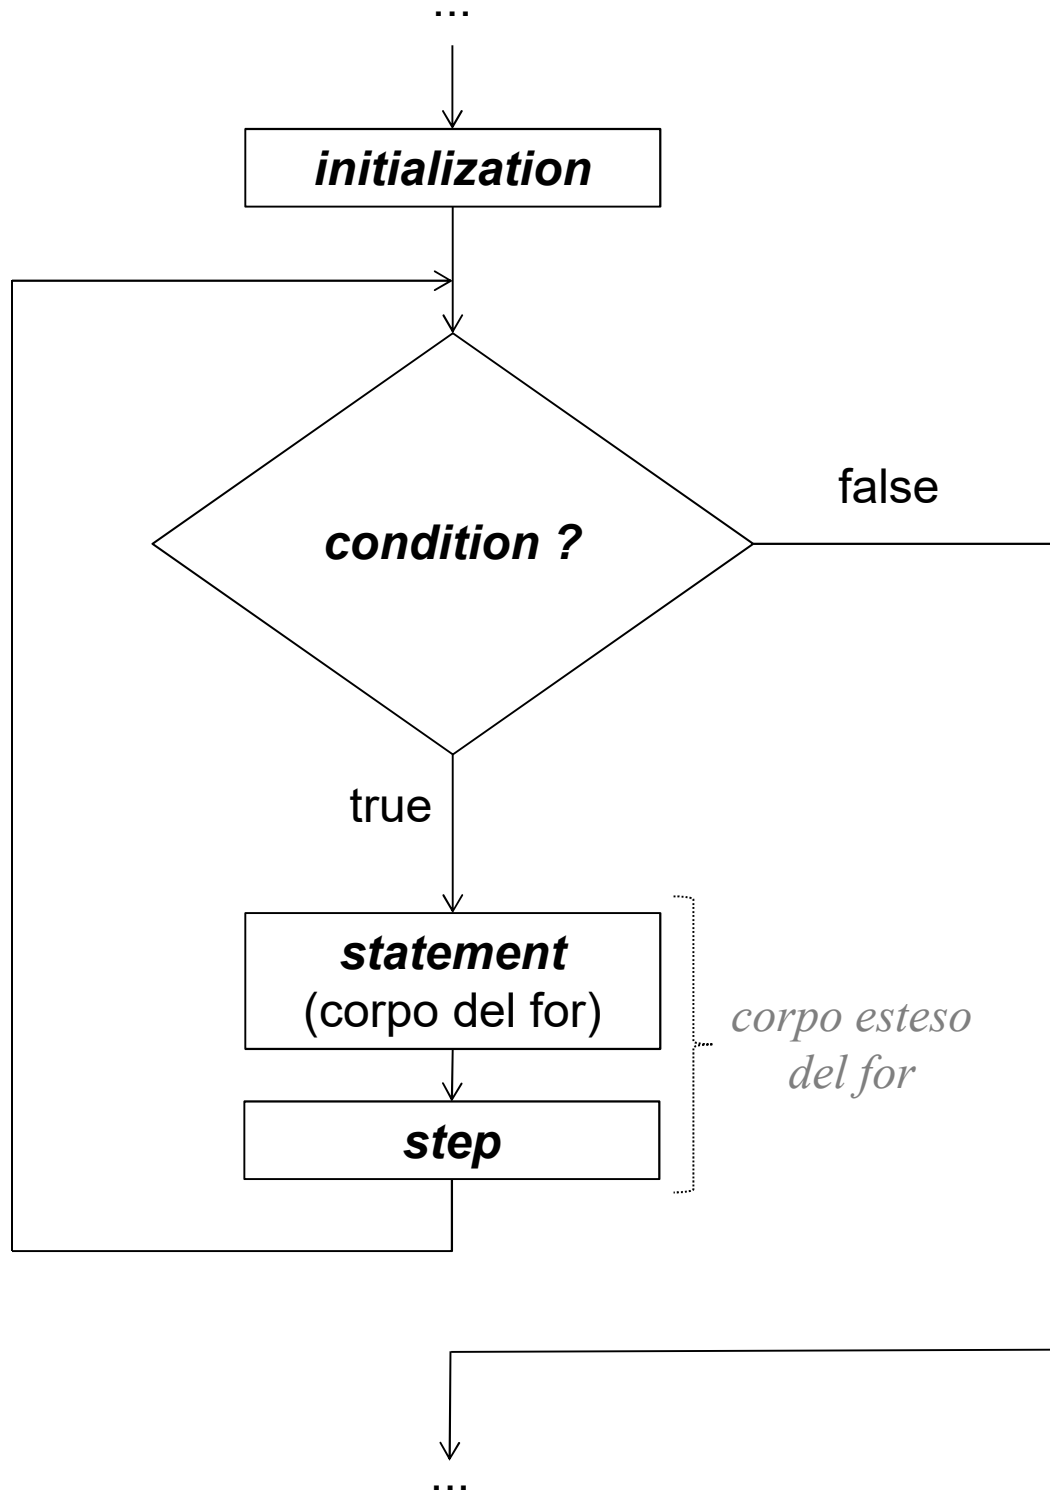 ...
initialization
false
condition ?
true
statement
(corpo del for)
corpo esteso
del for
step
...